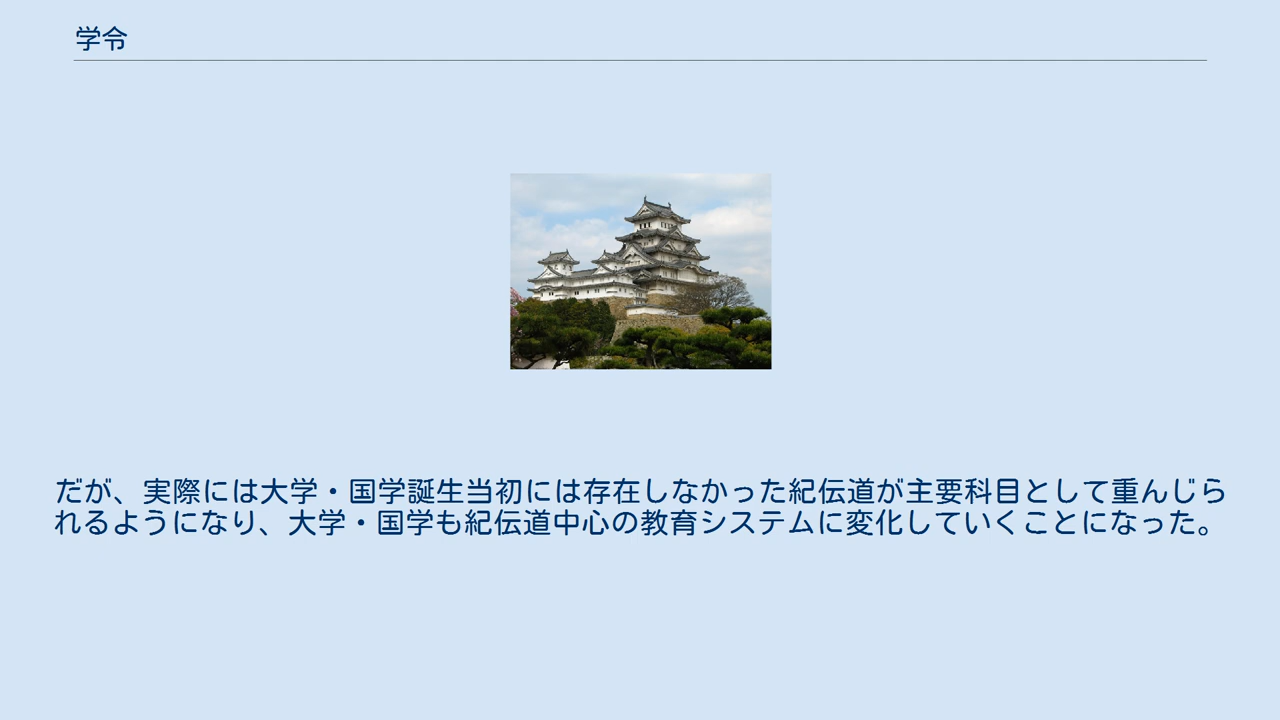 学令
だが、実際には大学・国学誕生当初には存在しなかった紀伝道が主要科目として重んじら
れるようになり、大学・国学も紀伝道中心の教育システムに変化していくことになった。